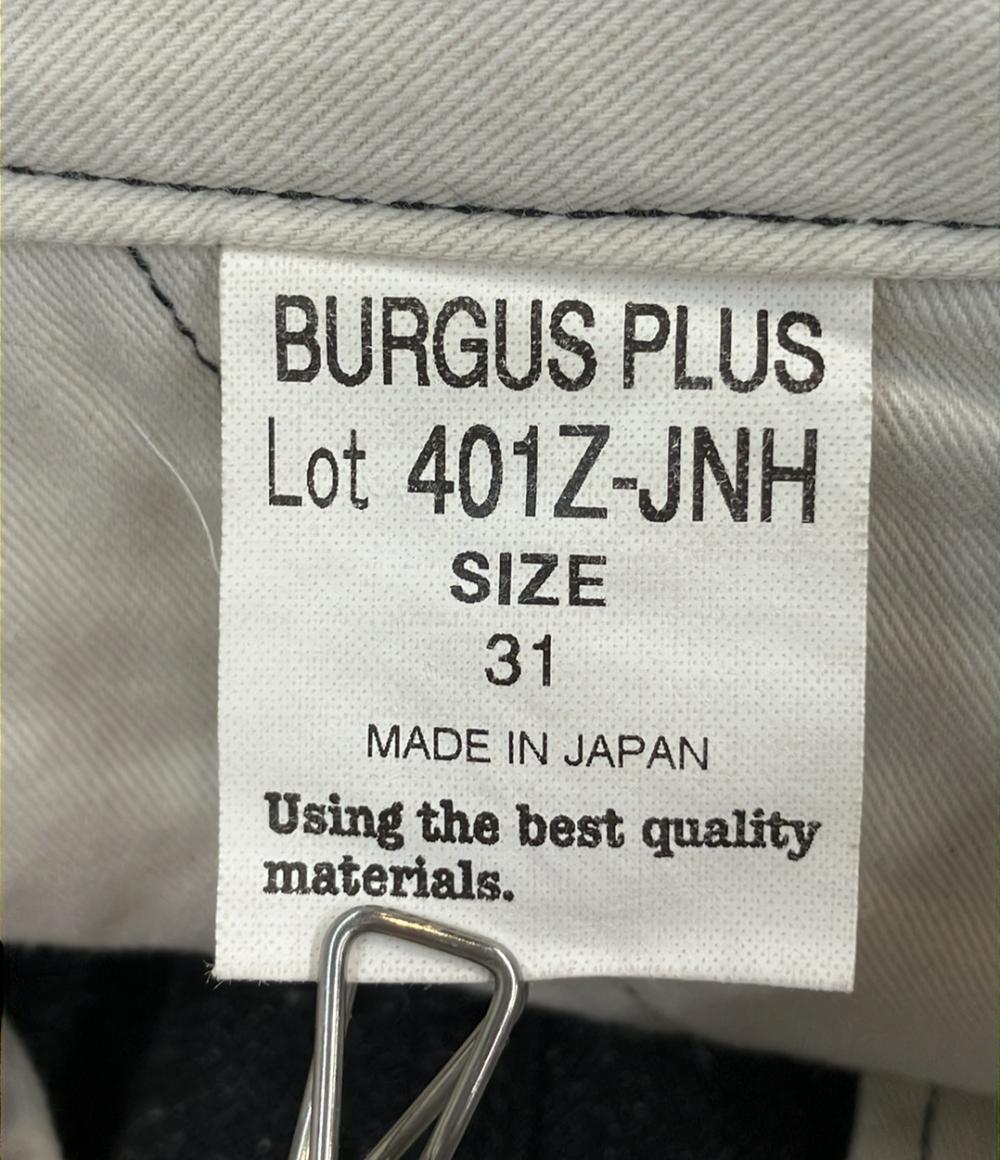 BURGUS PLUS
Lot 401Z-JNH
SIZE
31
MADE IN JAPAN
Using the best quality
materials.